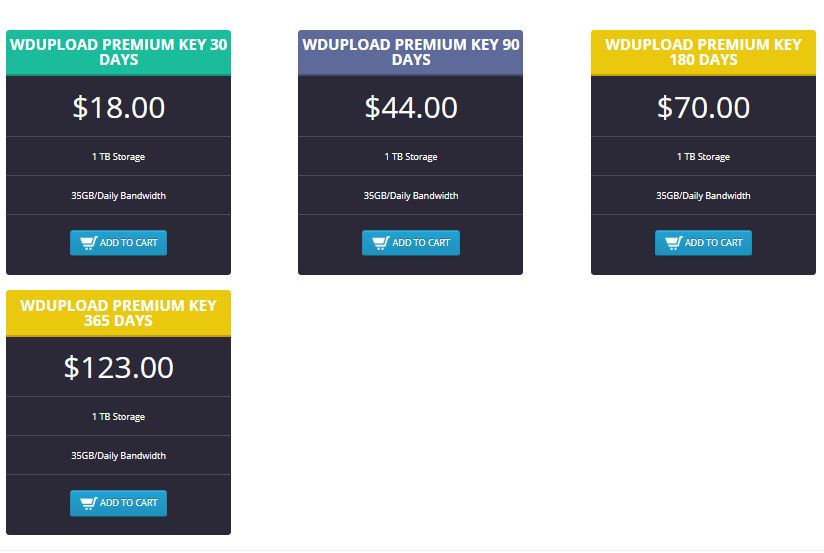 WDUPLOAD PREMIUM KEY 30
DAYS
$18.00
1 TB Storage
35GB/Daily Bandwidth
ADD TO CART
WDUPLOAD PREMIUM KEY 90
DAYS
$44.00
1 TB Storage
35GB/Daily Bandwidth
ADD TO CART
WDUPLOAD PREMIUM KEY
180 DAYS
$70.00
1 TB Storage
35GB/Daily Bandwidth
ADD TO CART
WDUPLOAD PREMIUM KEY
365 DAYS
$123.00
1 TB Storage
35GB/Daily Bandwidth
ADD TO CART